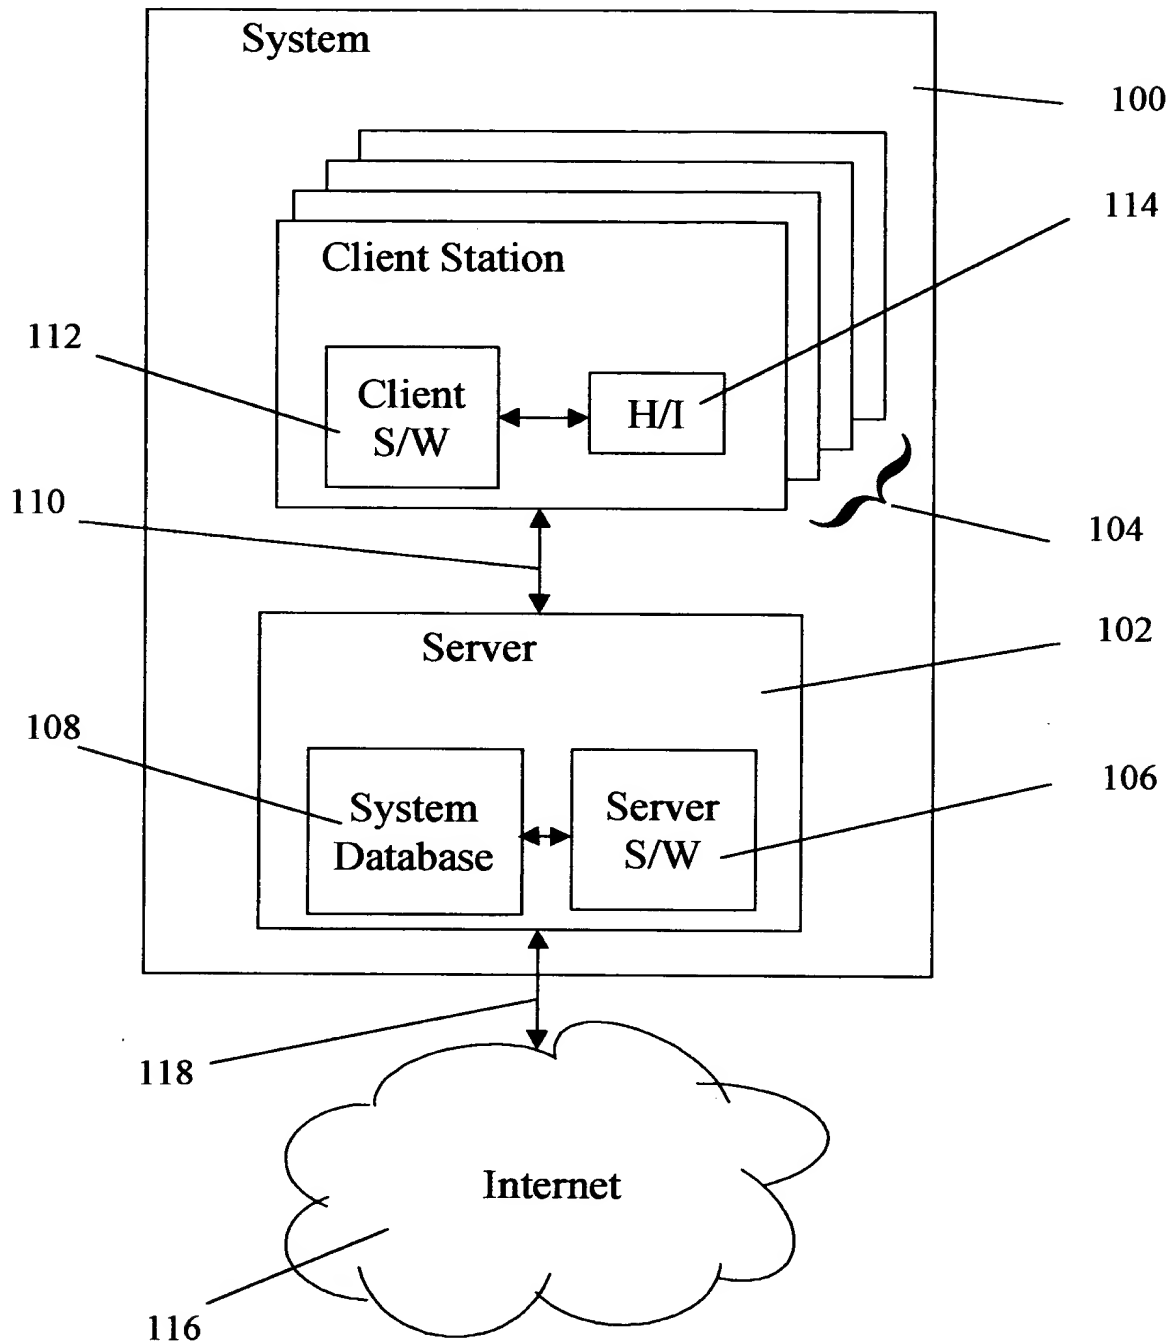 System
100
114
Client Station
112
Client
S/W
H/I
110
104
Server
102
108
System
Database
Server
S/W
106
118
Internet
116